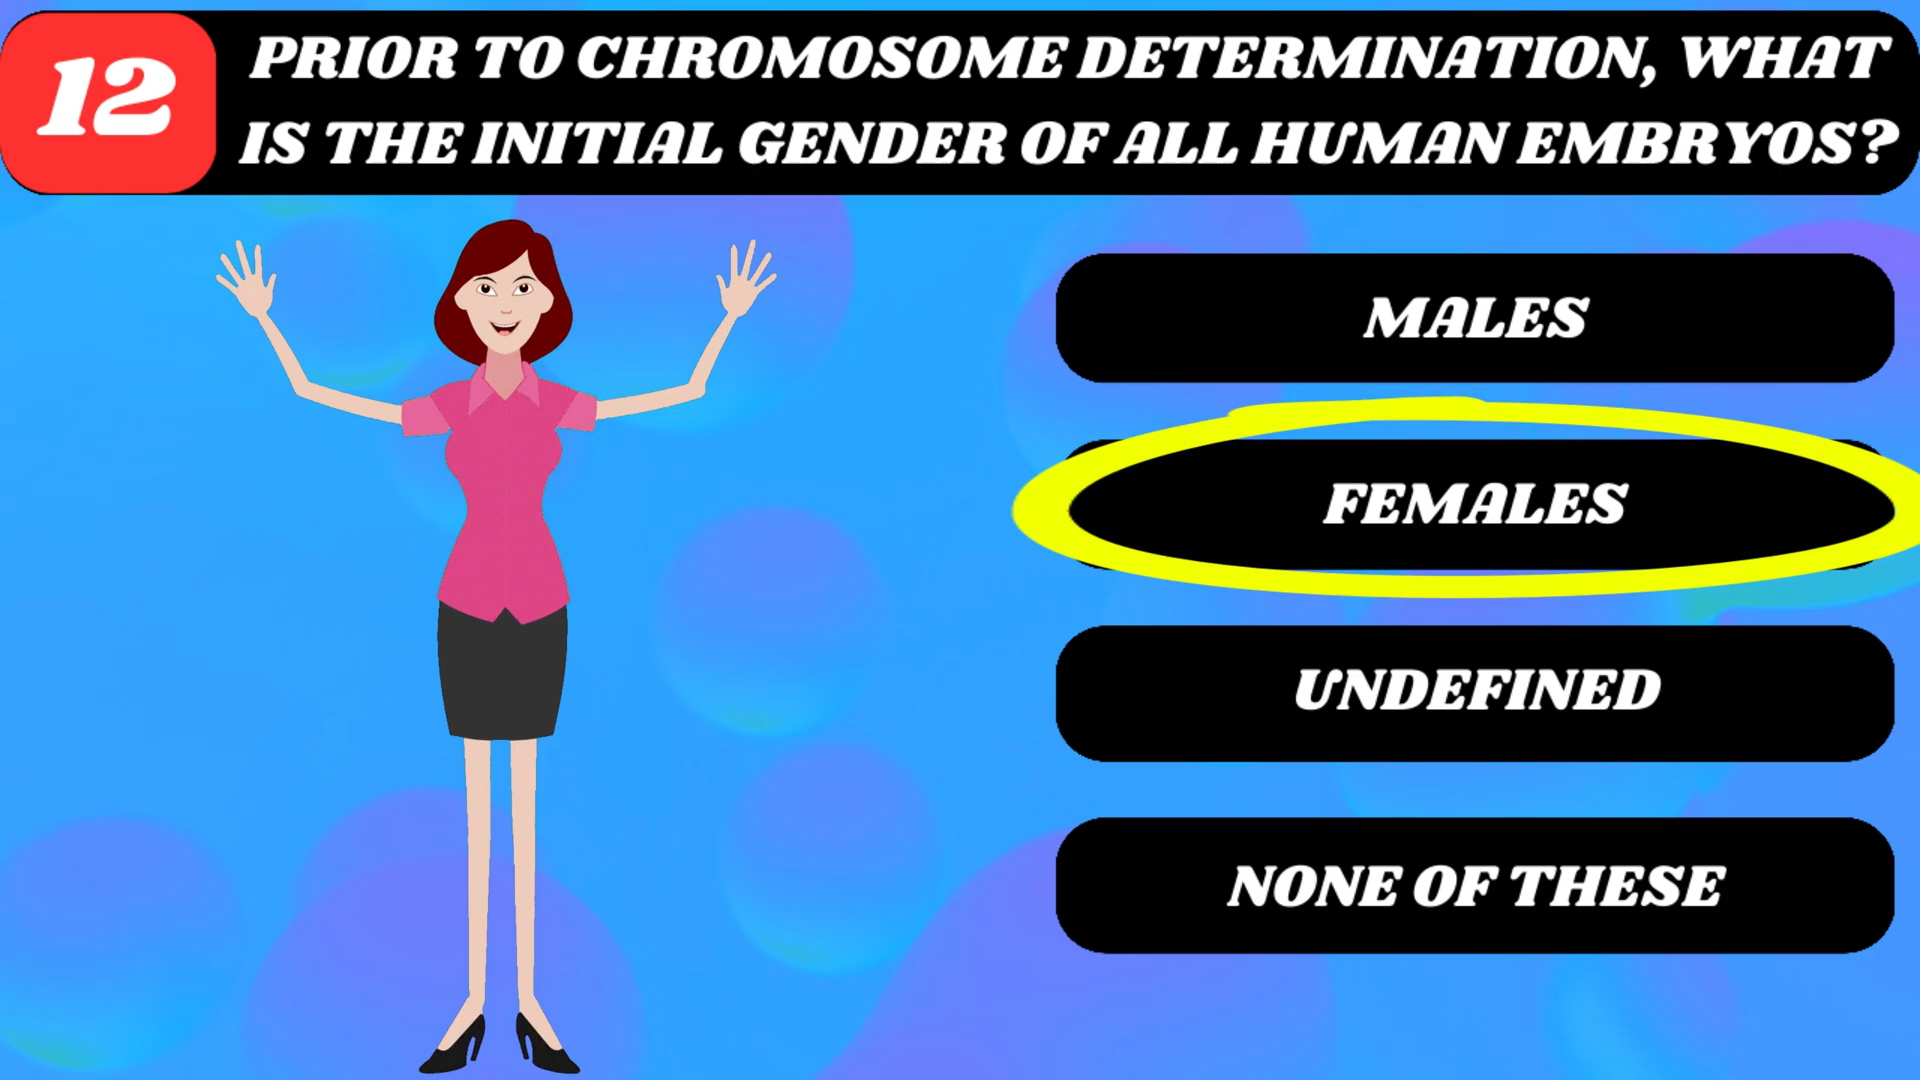 12
PRIOR TO CHROMOSOME DETERMINATION, WHAT
IS THE INITIAL GENDER OF ALL HUMAN EMBRYOS?
MALES
FEMALES
UNDEFINED
NONE OF THESE